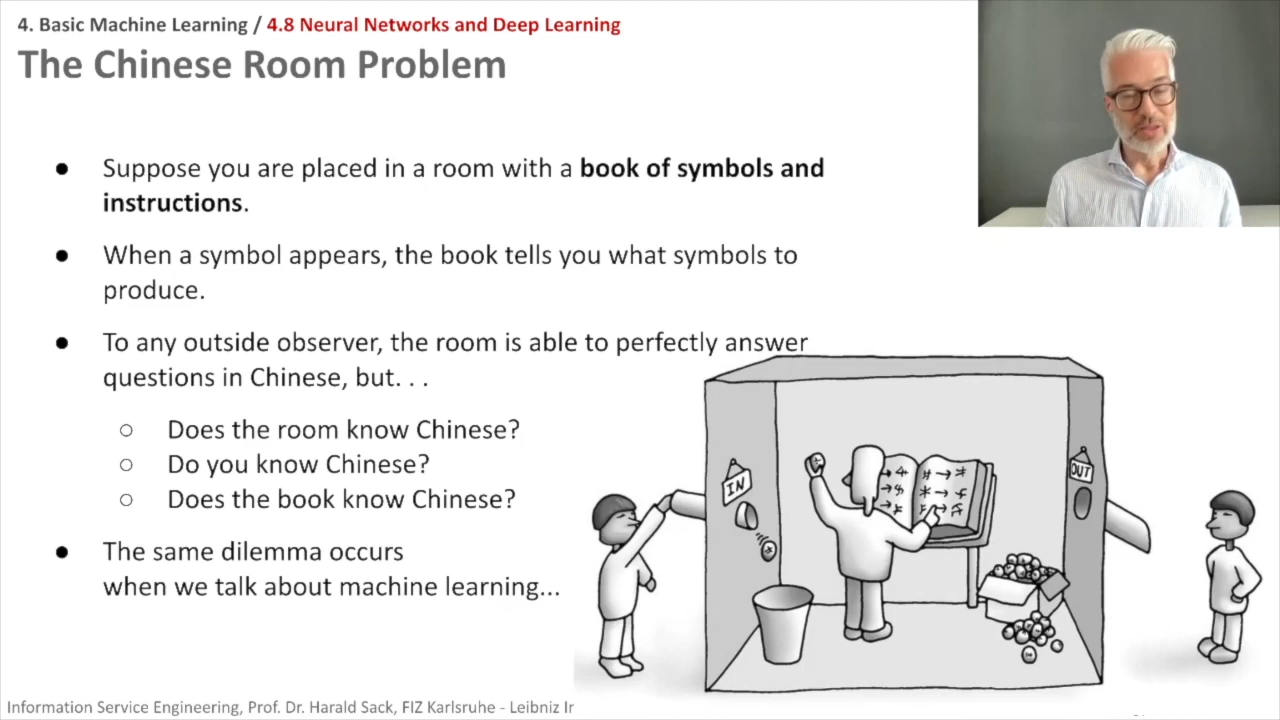 4. Basic Machine Learning / 4.8 Neural Networks and Deep Learning
The Chinese Room Problem
● Suppose you are placed in a room with a book of symbols and
instructions.
● When a symbol appears, the book tells you what symbols to
produce.
● To any outside observer, the room is able to perfectly answer
questions in Chinese, but. . .
○ Does the room know Chinese?
○ Do you know Chinese?
○ Does the book know Chinese?
● The same dilemma occurs
when we talk about machine learning...
IN
OUT
Information Service Engineering, Prof. Dr. Harald Sack, FIZ Karlsruhe - Leibniz